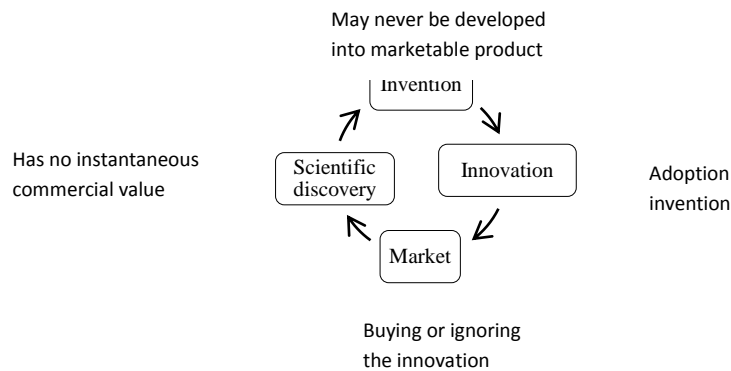 May never be developed
into marketable product
Invention
Has no instantaneous
commercial value
Scientific
discovery
Innovation
Adoption
invention
Market
Buying or ignoring
the innovation